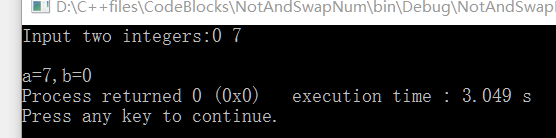 D:\C++files\CodeBlocks\NotAndSwapNum\bin\Debug\NotAndSwapN
Input two integers:0 7
a=7,b=0
Process returned 0 (0x0)   execution time : 3.049 s
Press any key to continue.